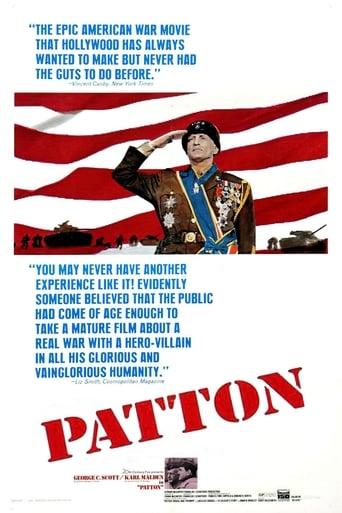 “THE EPIC AMERICAN WAR MOVIE
THAT HOLLYWOOD HAS ALWAYS
WANTED TO MAKE BUT NEVER HAD
THE GUTS TO DO BEFORE.”
—Vincent Canby, New York Times
“YOU MAY NEVER HAVE ANOTHER
EXPERIENCE LIKE IT! EVIDENTLY
SOMEONE BELIEVED THAT THE PUBLIC
HAD COME OF AGE ENOUGH TO
TAKE A MATURE FILM ABOUT A
REAL WAR WITH A HERO-VILLAIN
IN ALL HIS GLORIOUS AND
VAINGLORIOUS HUMANITY.”
—Liz Smith, Cosmopolitan Magazine
PATTON
GEORGE C. SCOTT/KARL MALDEN
in "PATTON"